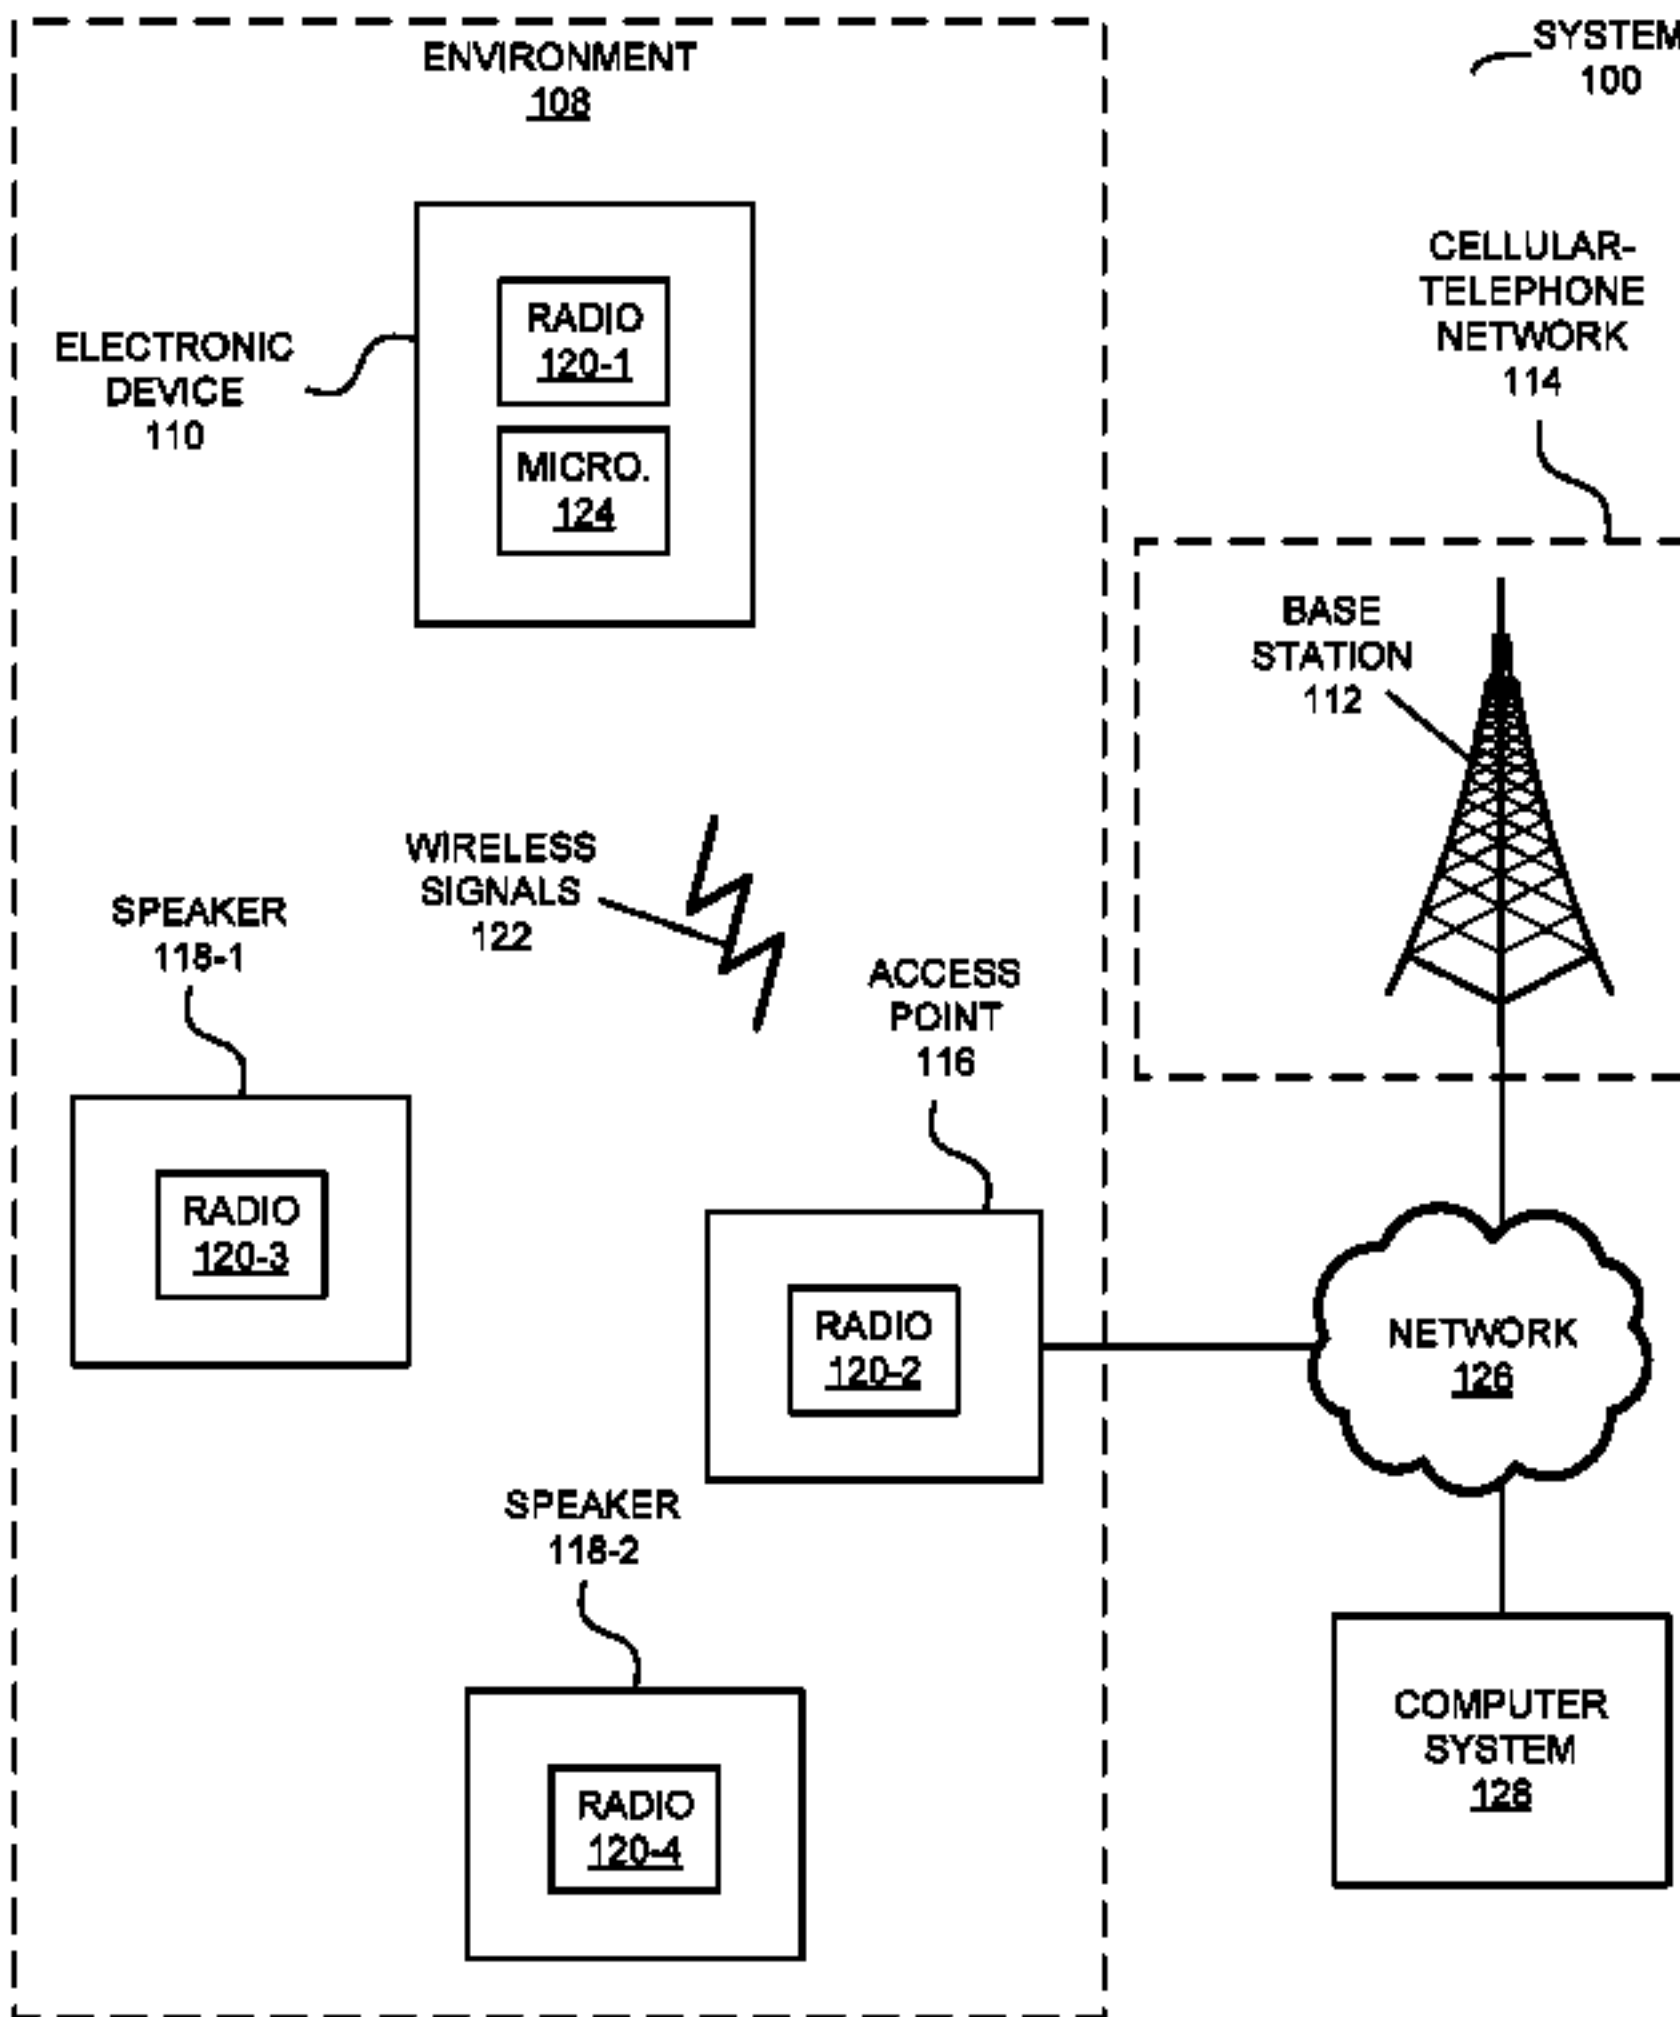 ENVIRONMENT
108
SYSTEM
100
CELLULAR-
TELEPHONE
NETWORK
114
RADIO
120-1
ELECTRONIC
DEVICE
110
MICRO.
124
BASE
STATION
112
WIRELESS
SIGNALS
122
SPEAKER
118-1
ACCESS
POINT
116
RADIO
120-3
RADIO
120-2
NETWORK
126
SPEAKER
118-2
COMPUTER
SYSTEM
128
RADIO
120-4